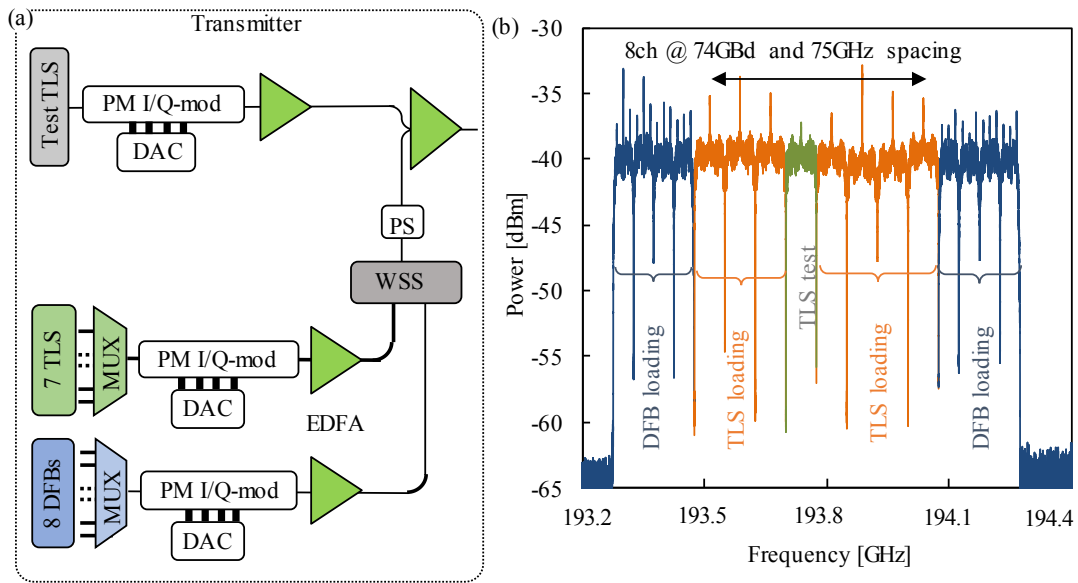 (a)
Transmitter
Test TLS
PM I/Q-mod
DAC
PS
WSS
7 TLS
MUX
PM I/Q-mod
DAC
EDFA
8 DFBs
MUX
PM I/Q-mod
DAC
(b)
8ch @ 74GBd and 75GHz spacing
Power [dBm]
-30
-35
-40
-45
-50
-55
-60
-65
DFB loading
TLS loading
TLS test
TLS loading
DFB loading
193.2 193.5 193.8 194.1 194.4
Frequency [GHz]